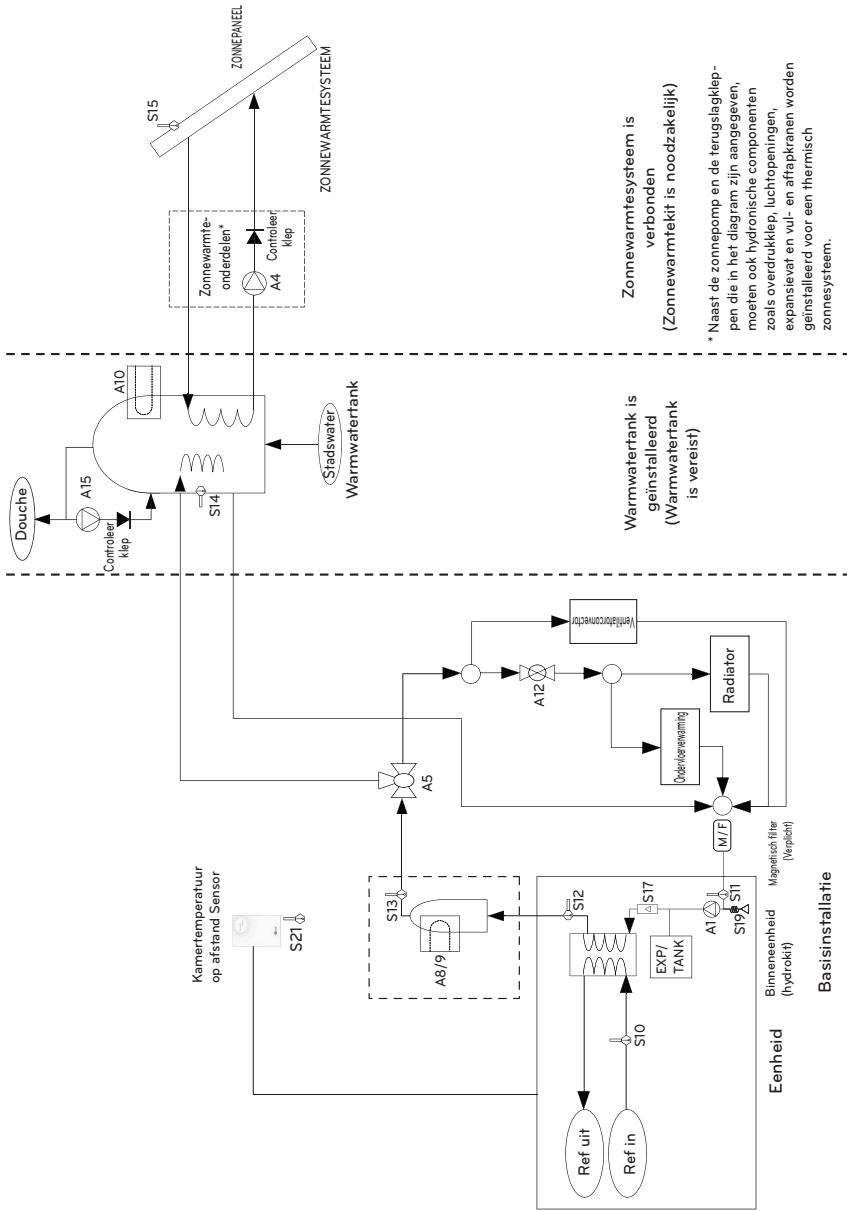 Kamertemperatuur
op afstand Sensor
S21
A8/9
S13
A5
S12
Ref uit
Ref in
S10
EXP/
TANK
S17
A1
S11
S19
M/F
Magnetisch filter
(Verplicht)
Binneneenheid
(hydrokit)
Eenheid
Basisinstallatie
A12
Ventilatorconvector
Ondervloerverwarming
Radiator
Douche
A15
Controleer
klep
S14
A10
Stadswater
Warmwatertank
Warmwatertank is
geïnstalleerd
(Warmwatertank
is vereist)
Zonnewarmte-
onderdelen*
Controleer
klep
A4
S15
ZONNEPANEEL
ZONNEWARMTESYSTEEM
Zonnewarmtesysteem is
verbonden
(Zonnewarmtekit is noodzakelijk)
* Naast de zonnepomp en de terugslagklep-
pen die in het diagram zijn aangegeven,
moeten ook hydronische componenten
zoals overdrukklep, luchtopeningen,
expansievat en vul- en aftapkranen worden
geïnstalleerd voor een thermisch
zonnesysteem.